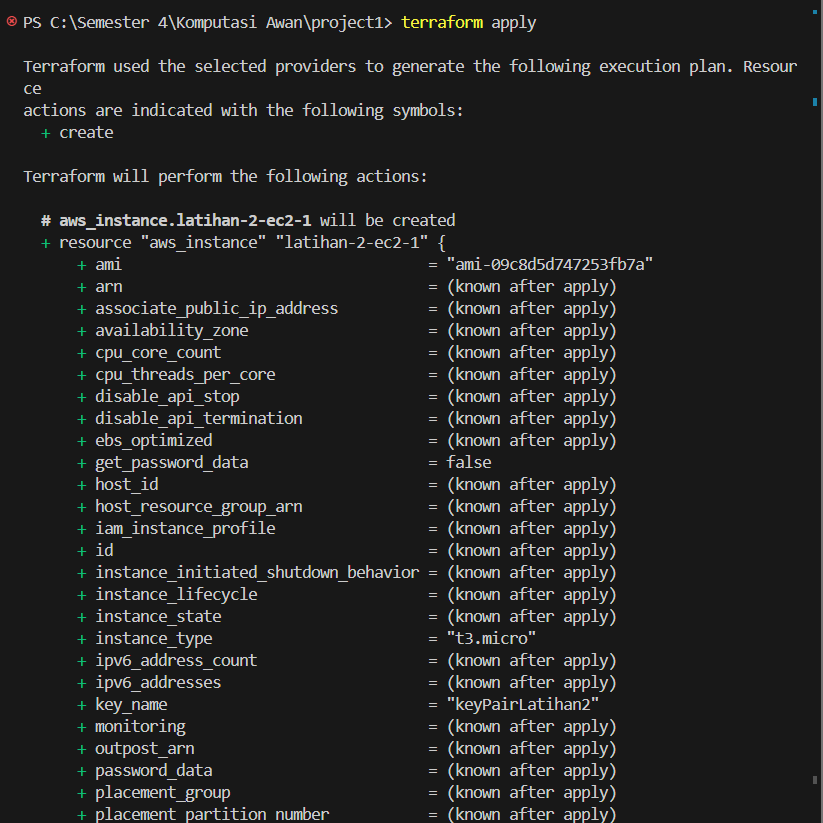 PS C:\Semester 4\Komputasi Awan\project1> terraform apply
Terraform used the selected providers to generate the following execution plan. Resour
ce
actions are indicated with the following symbols:
  + create
Terraform will perform the following actions:
  # aws_instance.latihan-2-ec2-1 will be created
  + resource "aws_instance" "latihan-2-ec2-1" {
      + ami                                  = "ami-09c8d5d747253fb7a"
      + arn                                  = (known after apply)
      + associate_public_ip_address          = (known after apply)
      + availability_zone                    = (known after apply)
      + cpu_core_count                       = (known after apply)
      + cpu_threads_per_core                 = (known after apply)
      + disable_api_stop                     = (known after apply)
      + disable_api_termination              = (known after apply)
      + ebs_optimized                        = (known after apply)
      + get_password_data                    = false
      + host_id                              = (known after apply)
      + host_resource_group_arn              = (known after apply)
      + iam_instance_profile                 = (known after apply)
      + id                                   = (known after apply)
      + instance_initiated_shutdown_behavior = (known after apply)
      + instance_lifecycle                   = (known after apply)
      + instance_state                       = (known after apply)
      + instance_type                        = "t3.micro"
      + ipv6_address_count                   = (known after apply)
      + ipv6_addresses                       = (known after apply)
      + key_name                             = "keyPairLatihan2"
      + monitoring                           = (known after apply)
      + outpost_arn                          = (known after apply)
      + password_data                        = (known after apply)
      + placement_group                      = (known after apply)
      + placement_partition_number           = (known after apply)